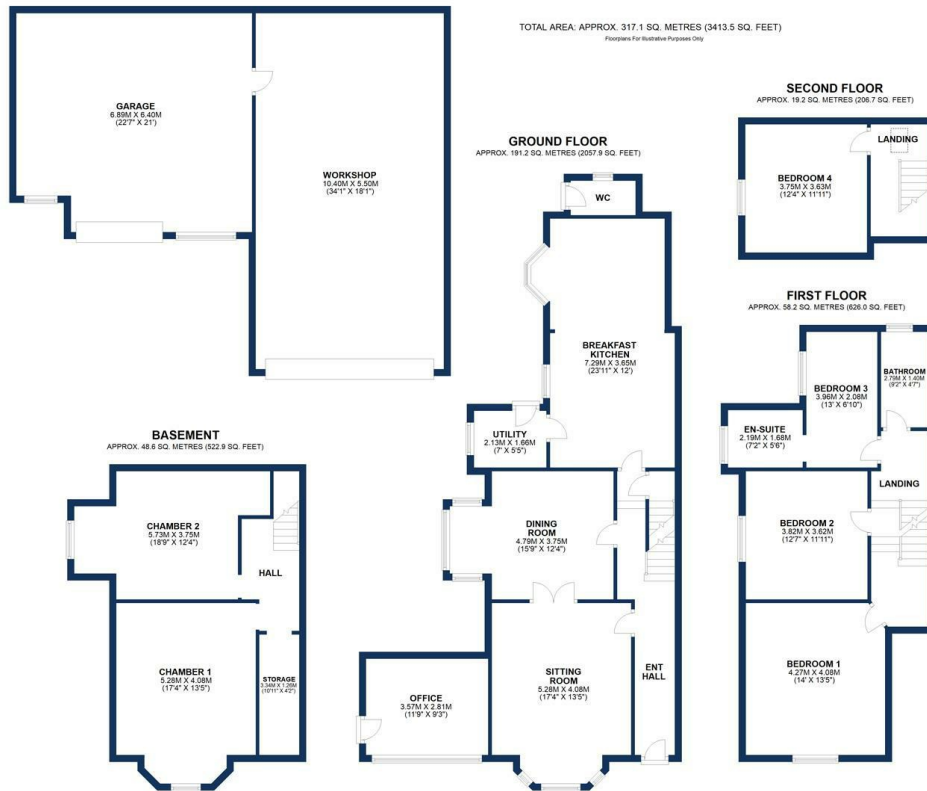 TOTAL AREA: APPROX. 317.1 SQ. METRES (3413.5 SQ. FEET)
Floorplans For Illustrative Purposes Only
GARAGE
6.89M X 6.40M
(22'7" X 21')
WORKSHOP
10.40M X 5.50M
(34'1" X 18'1")
BASEMENT
APPROX. 48.6 SQ. METRES (522.9 SQ. FEET)
CHAMBER 2
5.73M X 3.75M
(18'9" X 12'4")
HALL
CHAMBER 1
5.28M X 4.08M
(17'4" X 13'5")
STORAGE
3.34M X 1.26M
(10'11" X 4'2")
GROUND FLOOR
APPROX. 191.2 SQ. METRES (2057.9 SQ. FEET)
WC
BREAKFAST
KITCHEN
7.29M X 3.65M
(23'11" X 12')
UTILITY
2.13M X 1.66M
(7' X 5'5")
DINING
ROOM
4.79M X 3.75M
(15'9" X 12'4")
SITTING
ROOM
5.28M X 4.08M
(17'4" X 13'5")
ENT
HALL
OFFICE
3.57M X 2.81M
(11'9" X 9'3")
SECOND FLOOR
APPROX. 19.2 SQ. METRES (206.7 SQ. FEET)
LANDING
BEDROOM 4
3.75M X 3.63M
(12'4" X 11'11")
FIRST FLOOR
APPROX. 58.2 SQ. METRES (626.0 SQ. FEET)
BATHROOM
2.79M X 1.40M
(9'2" X 4'7")
BEDROOM 3
3.96M X 2.08M
(13' X 6'10")
EN-SUITE
2.19M X 1.68M
(7'2" X 5'6")
LANDING
BEDROOM 2
3.82M X 3.62M
(12'7" X 11'11")
BEDROOM 1
4.27M X 4.08M
(14' X 13'5")